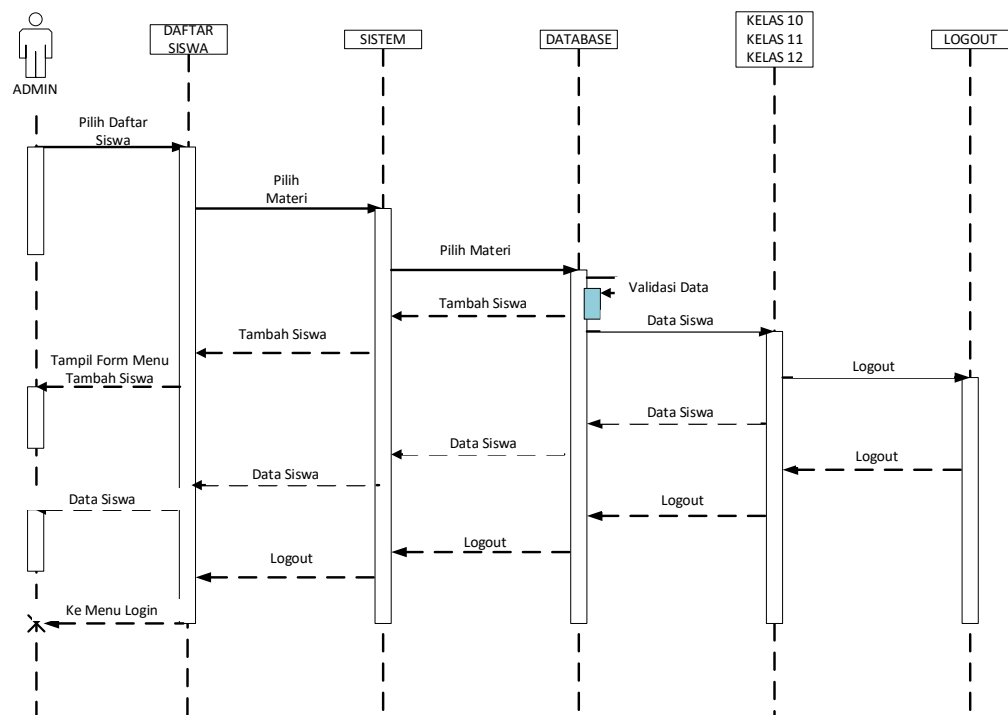 DAFTAR
SISWA
SISTEM
DATABASE
KELAS 10
KELAS 11
KELAS 12
LOGOUT
ADMIN
Pilih Daftar
Siswa
Pilih
Materi
Pilih Materi
Validasi Data
Tambah Siswa
Data Siswa
Tambah Siswa
Tampil Form Menu
Tambah Siswa
Logout
Data Siswa
Data Siswa
Logout
Data Siswa
Data Siswa
Logout
Logout
Logout
Ke Menu Login